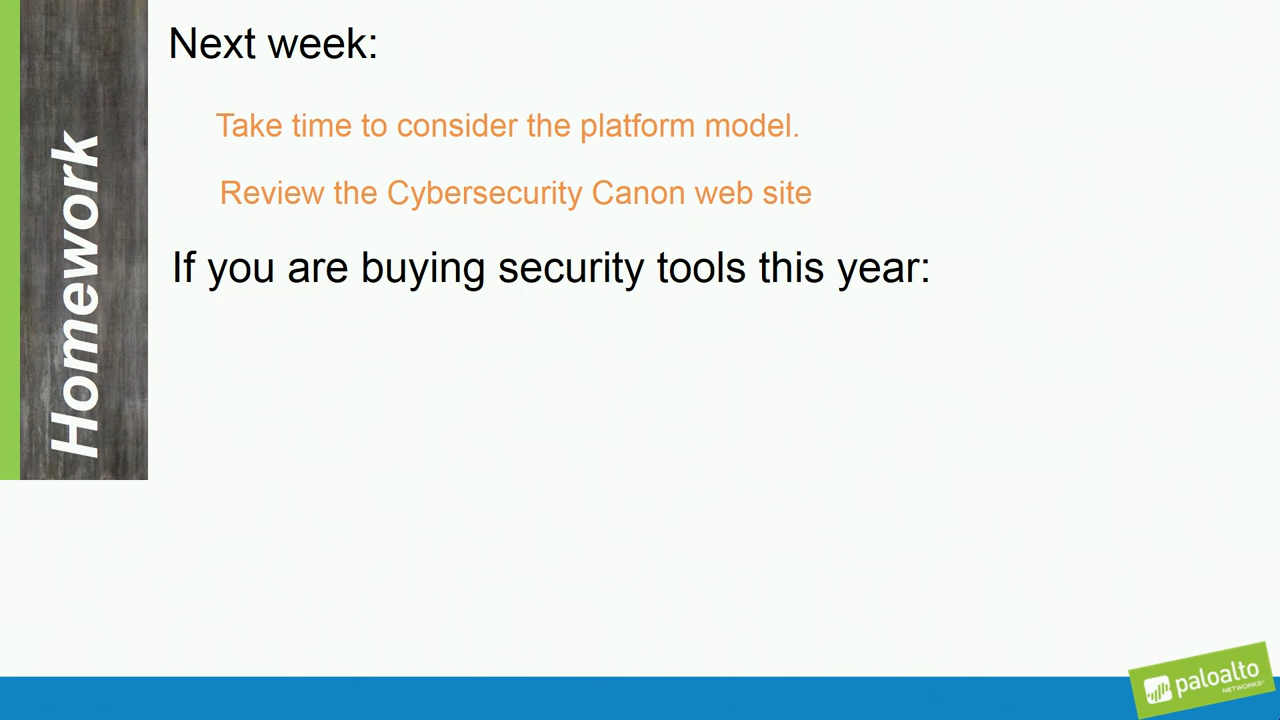 Homework
Next week:
Take time to consider the platform model.
Review the Cybersecurity Canon web site
If you are buying security tools this year:
paloalto
NETWORKS